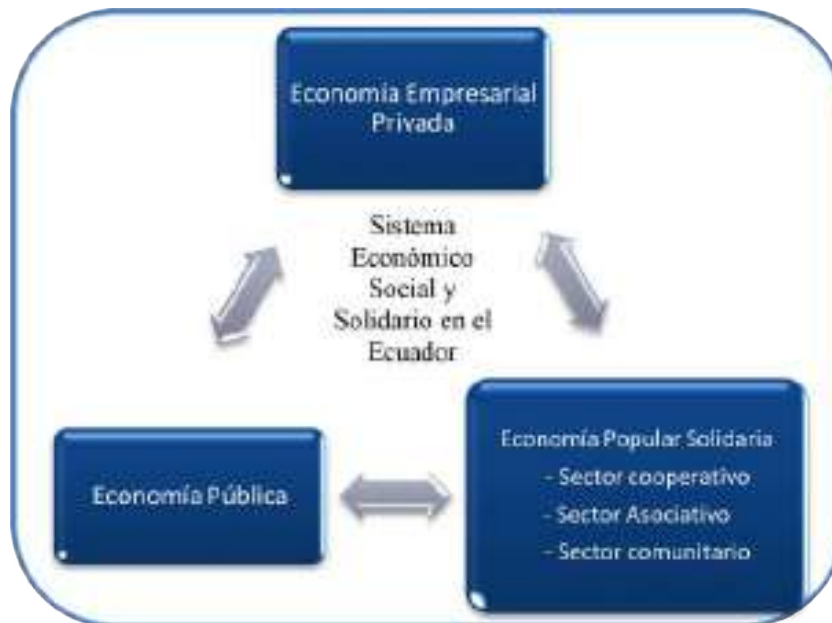 Economía Empresarial
Privada
Sistema
Económico
Social y
Solidario en el
Ecuador
Economía Pública
Economía Popular Solidaria
- Sector cooperativo
- Sector Asociativo
- Sector comunitario